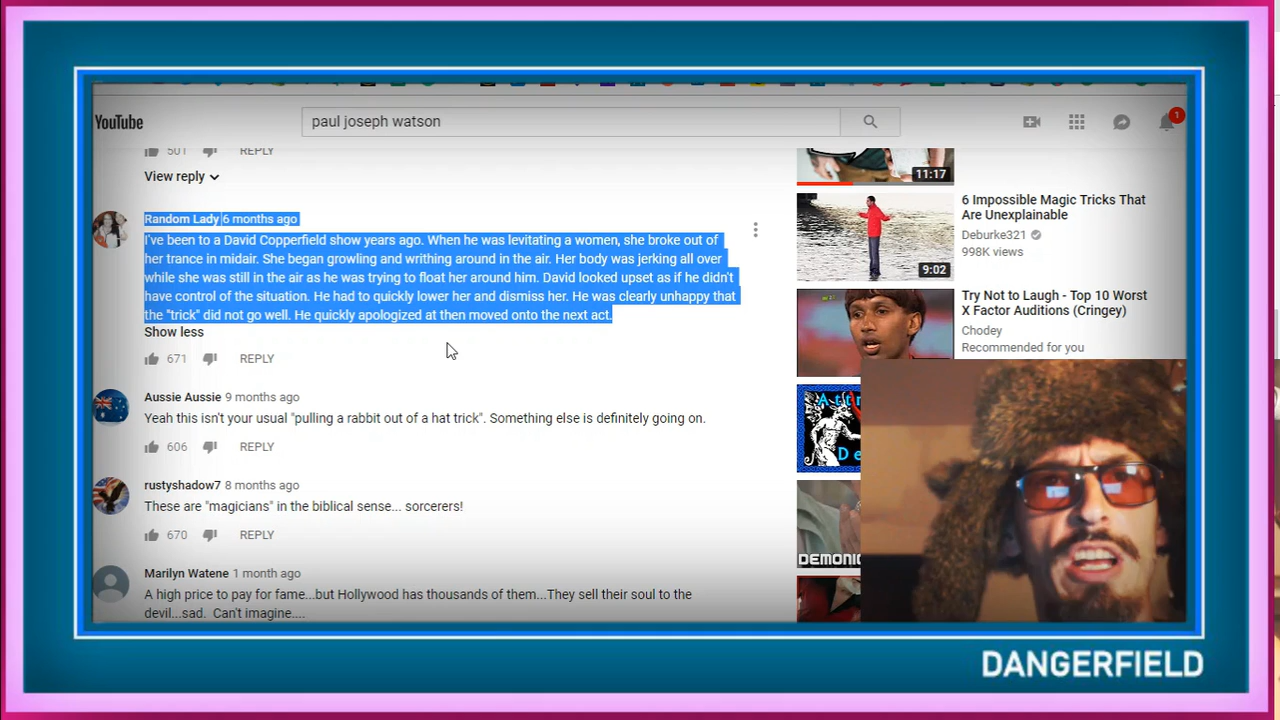 YouTube
paul joseph watson
1
501 REPLY
View reply
Random Lady 6 months ago
I've been to a David Copperfield show years ago. When he was levitating a women, she broke out of
her trance in midair. She began growling and writhing around in the air. Her body was jerking all over
while she was still in the air as he was trying to float her around him. David looked upset as if he didn't
have control of the situation. He had to quickly lower her and dismiss her. He was clearly unhappy that
the "trick" did not go well. He quickly apologized at then moved onto the next act.
Show less
671 REPLY
Aussie Aussie 9 months ago
Yeah this isn't your usual "pulling a rabbit out of a hat trick". Something else is definitely going on.
606 REPLY
rustyshadow7 8 months ago
These are "magicians" in the biblical sense... sorcerers!
670 REPLY
Marilyn Watene 1 month ago
A high price to pay for fame...but Hollywood has thousands of them...They sell their soul to the
devil...sad. Can't imagine....
11:17
9:02
6 Impossible Magic Tricks That
Are Unexplainable
Deburke321
998K views
Try Not to Laugh - Top 10 Worst
X Factor Auditions (Cringey)
Chodey
Recommended for you
DANGERFIELD